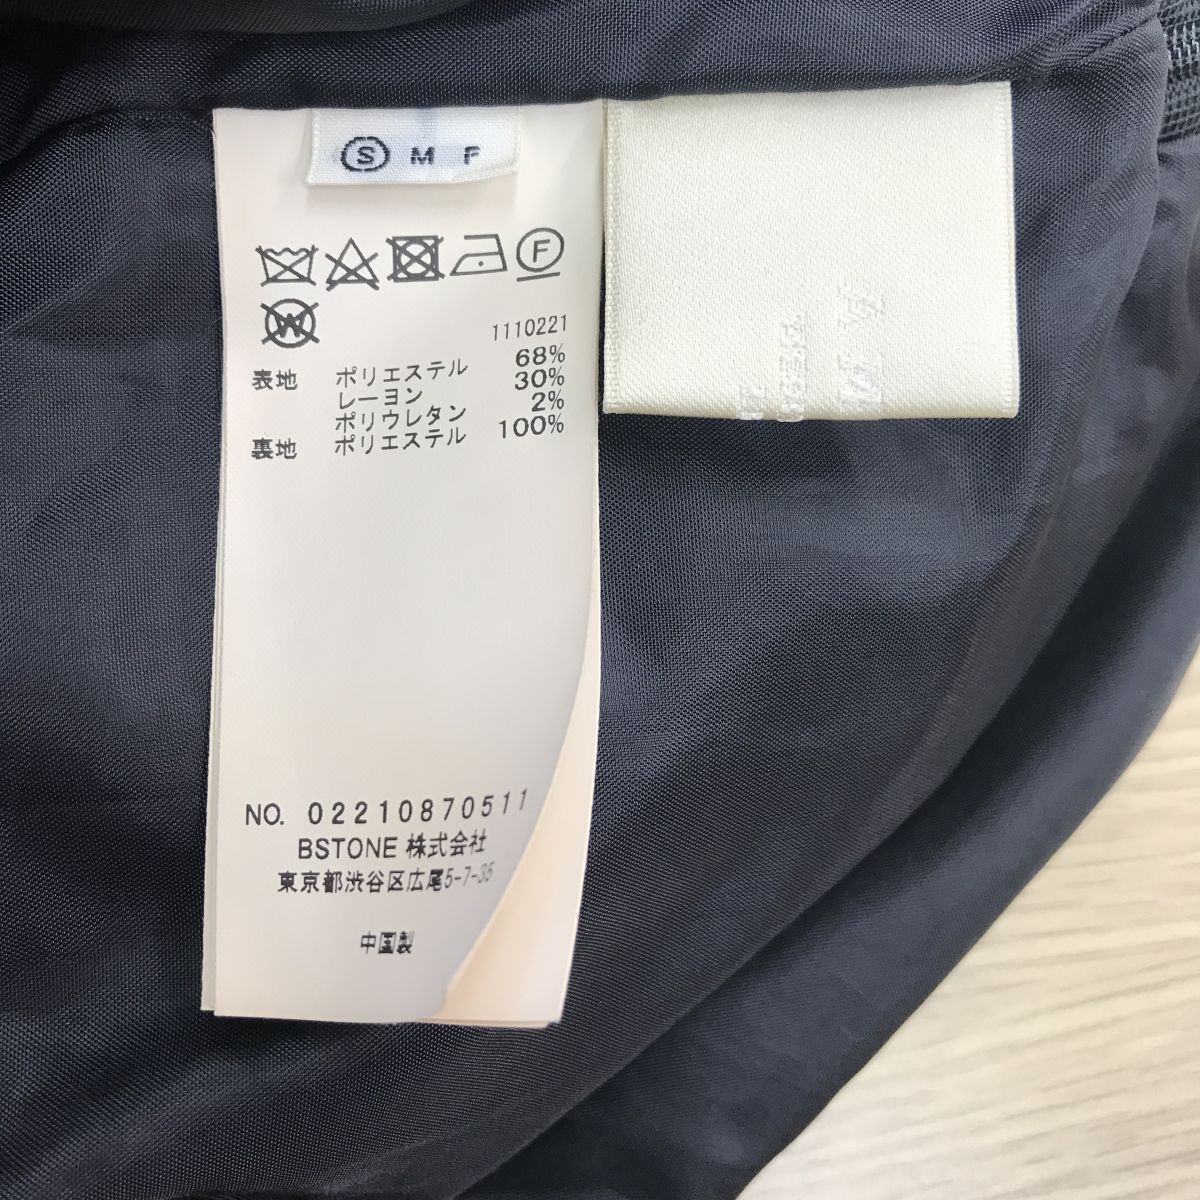 S M F
F
W
1110221
表地 ポリエステル 68%
レーヨン 30%
ポリウレタン 2%
裏地 ポリエステル 100%
NO. 02210870511
BSTONE 株式会社
東京都渋谷区広尾5-7-35
中国製